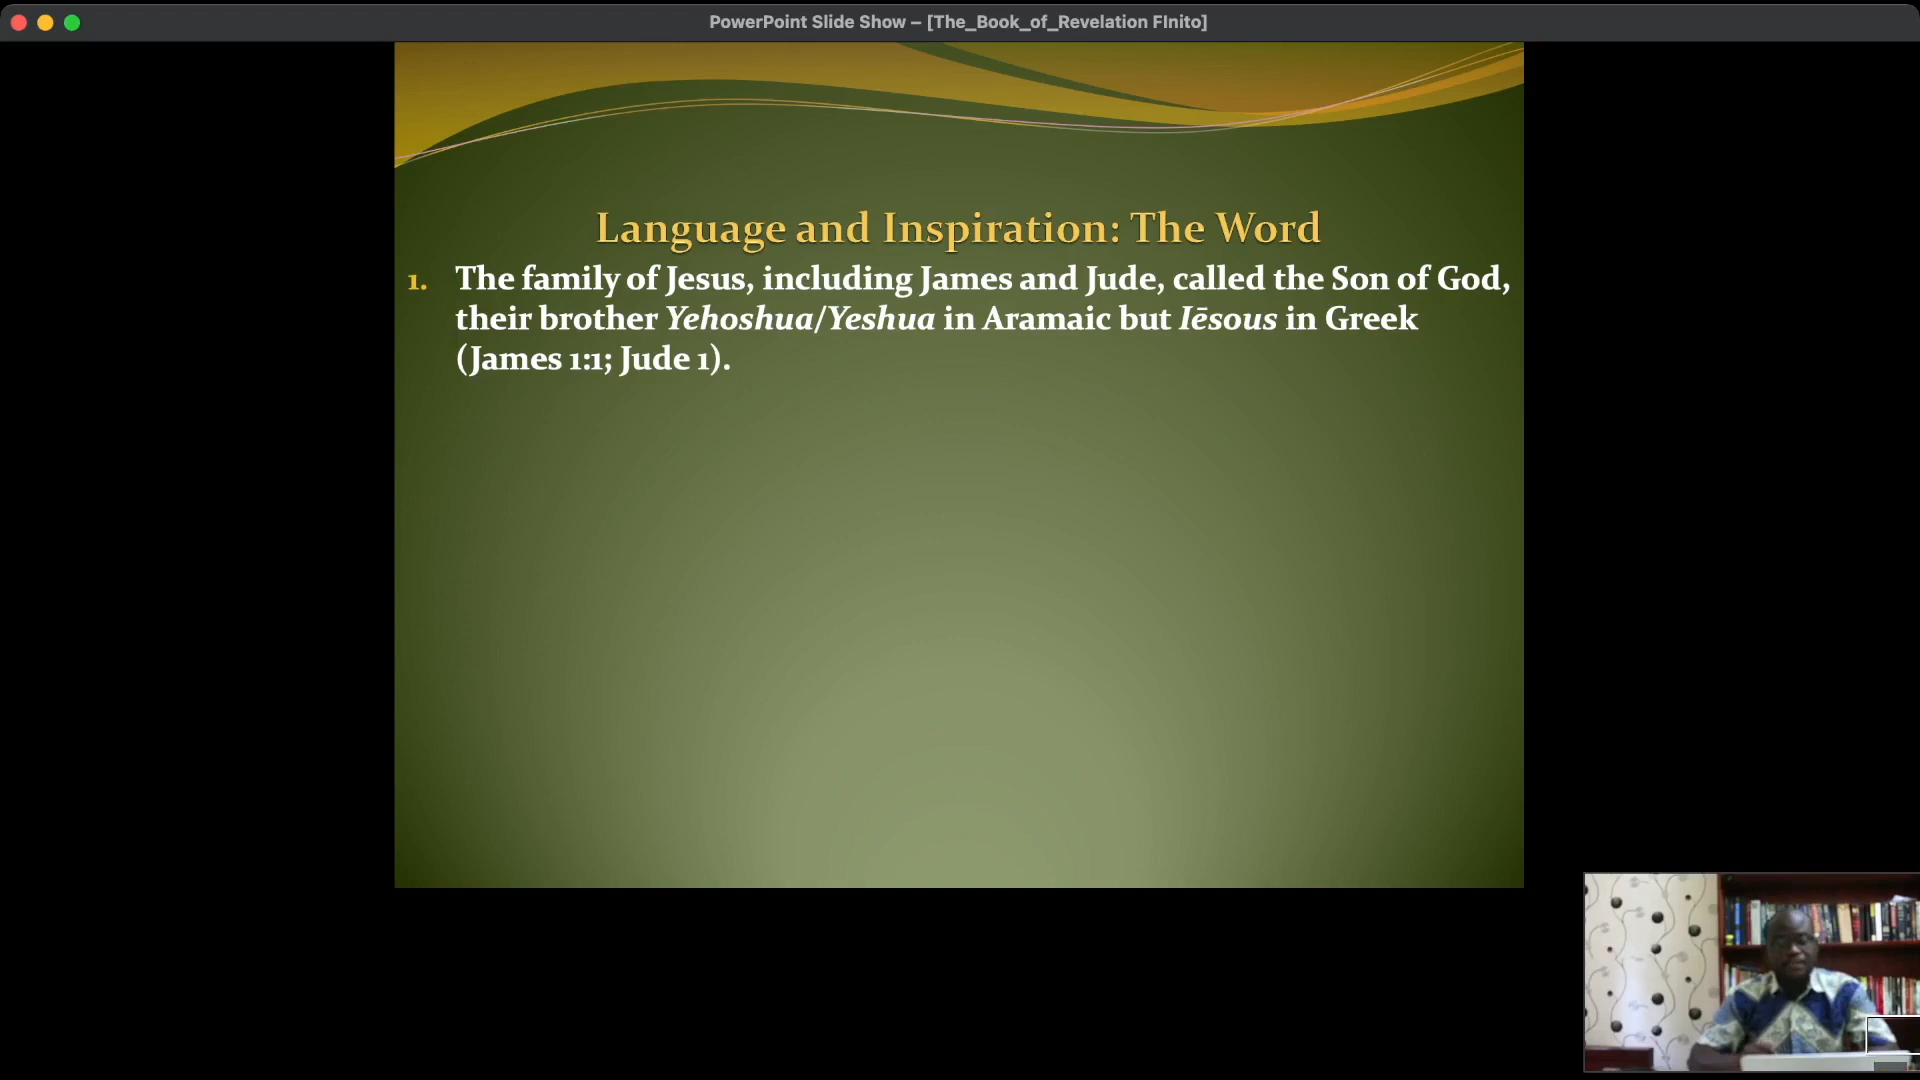 PowerPoint Slide Show – [The_Book_of_Revelation FInito]
Language and Inspiration: The Word
1. The family of Jesus, including James and Jude, called the Son of God,
their brother Yehoshua/Yeshua in Aramaic but Iēsous in Greek
(James 1:1; Jude 1).